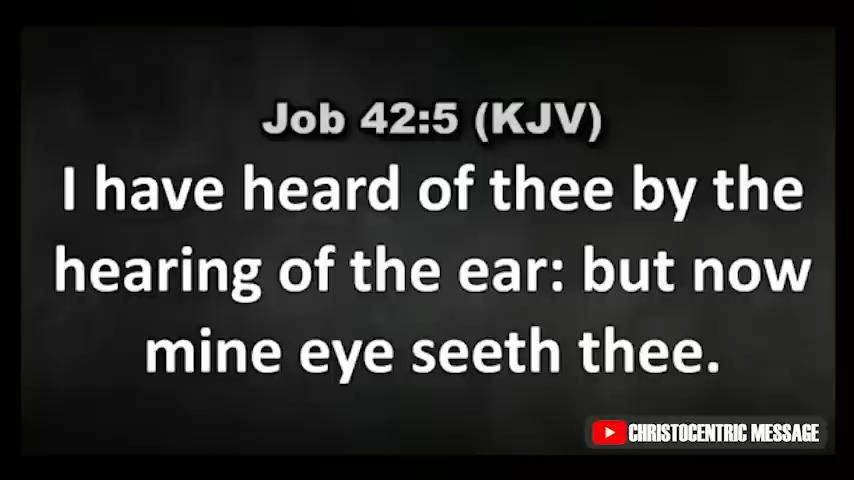 Job 42:5 (KJV)
I have heard of thee by the
hearing of the ear: but now
mine eye seeth thee.
CHRISTOCENTRIC MESSAGE